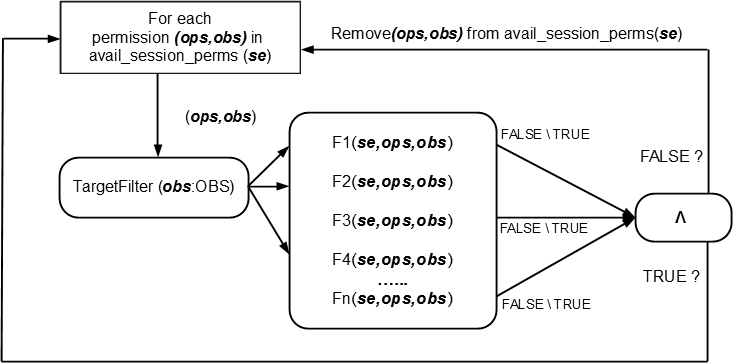 For each
permission (ops,obs) in
avail_session_perms (se)
Remove(ops,obs) from avail_session_perms(se)
(ops,obs)
TargetFilter (obs:OBS)
F1(se,ops,obs)
F2(se,ops,obs)
F3(se,ops,obs)
F4(se,ops,obs)
......
Fn(se,ops,obs)
FALSE \ TRUE
FALSE \ TRUE
FALSE \ TRUE
FALSE ?
Λ
TRUE ?